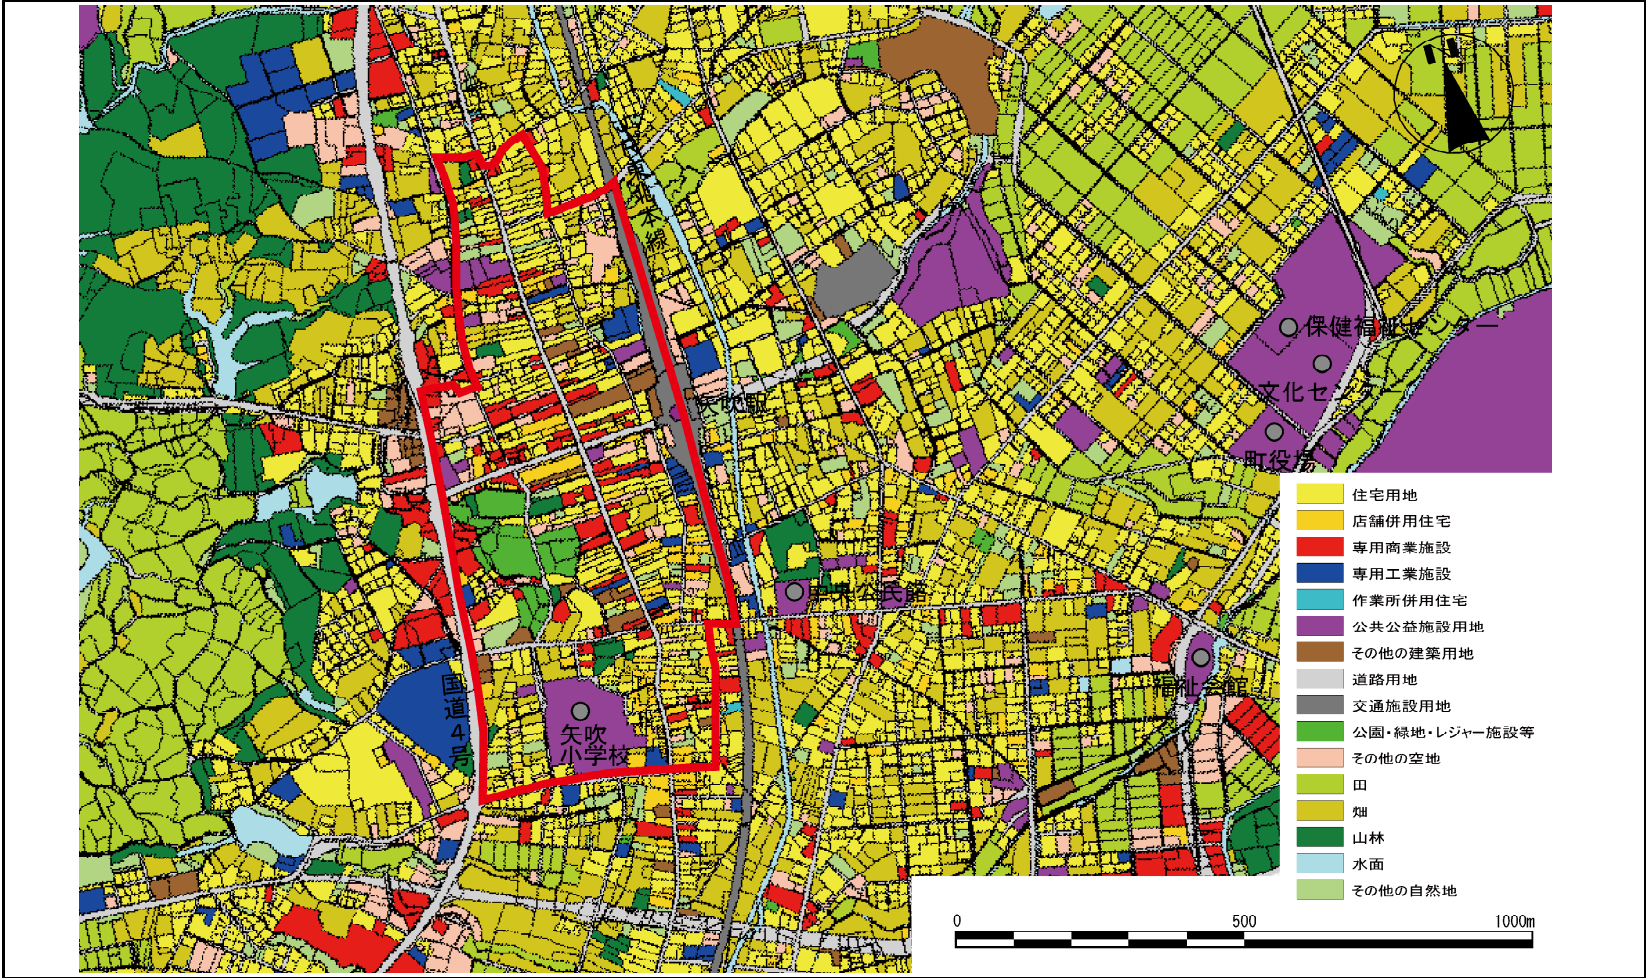 東北本線
保健福祉センター
文化センター
矢吹駅
町役場
中央公民館
福祉会館
国道4号
矢吹
小学校
住宅用地
店舗併用住宅
専用商業施設
専用工業施設
作業所併用住宅
公共公益施設用地
その他の建築用地
道路用地
交通施設用地
公園・緑地・レジャー施設等
その他の空地
田
畑
山林
水面
その他の自然地
0 500 1000m